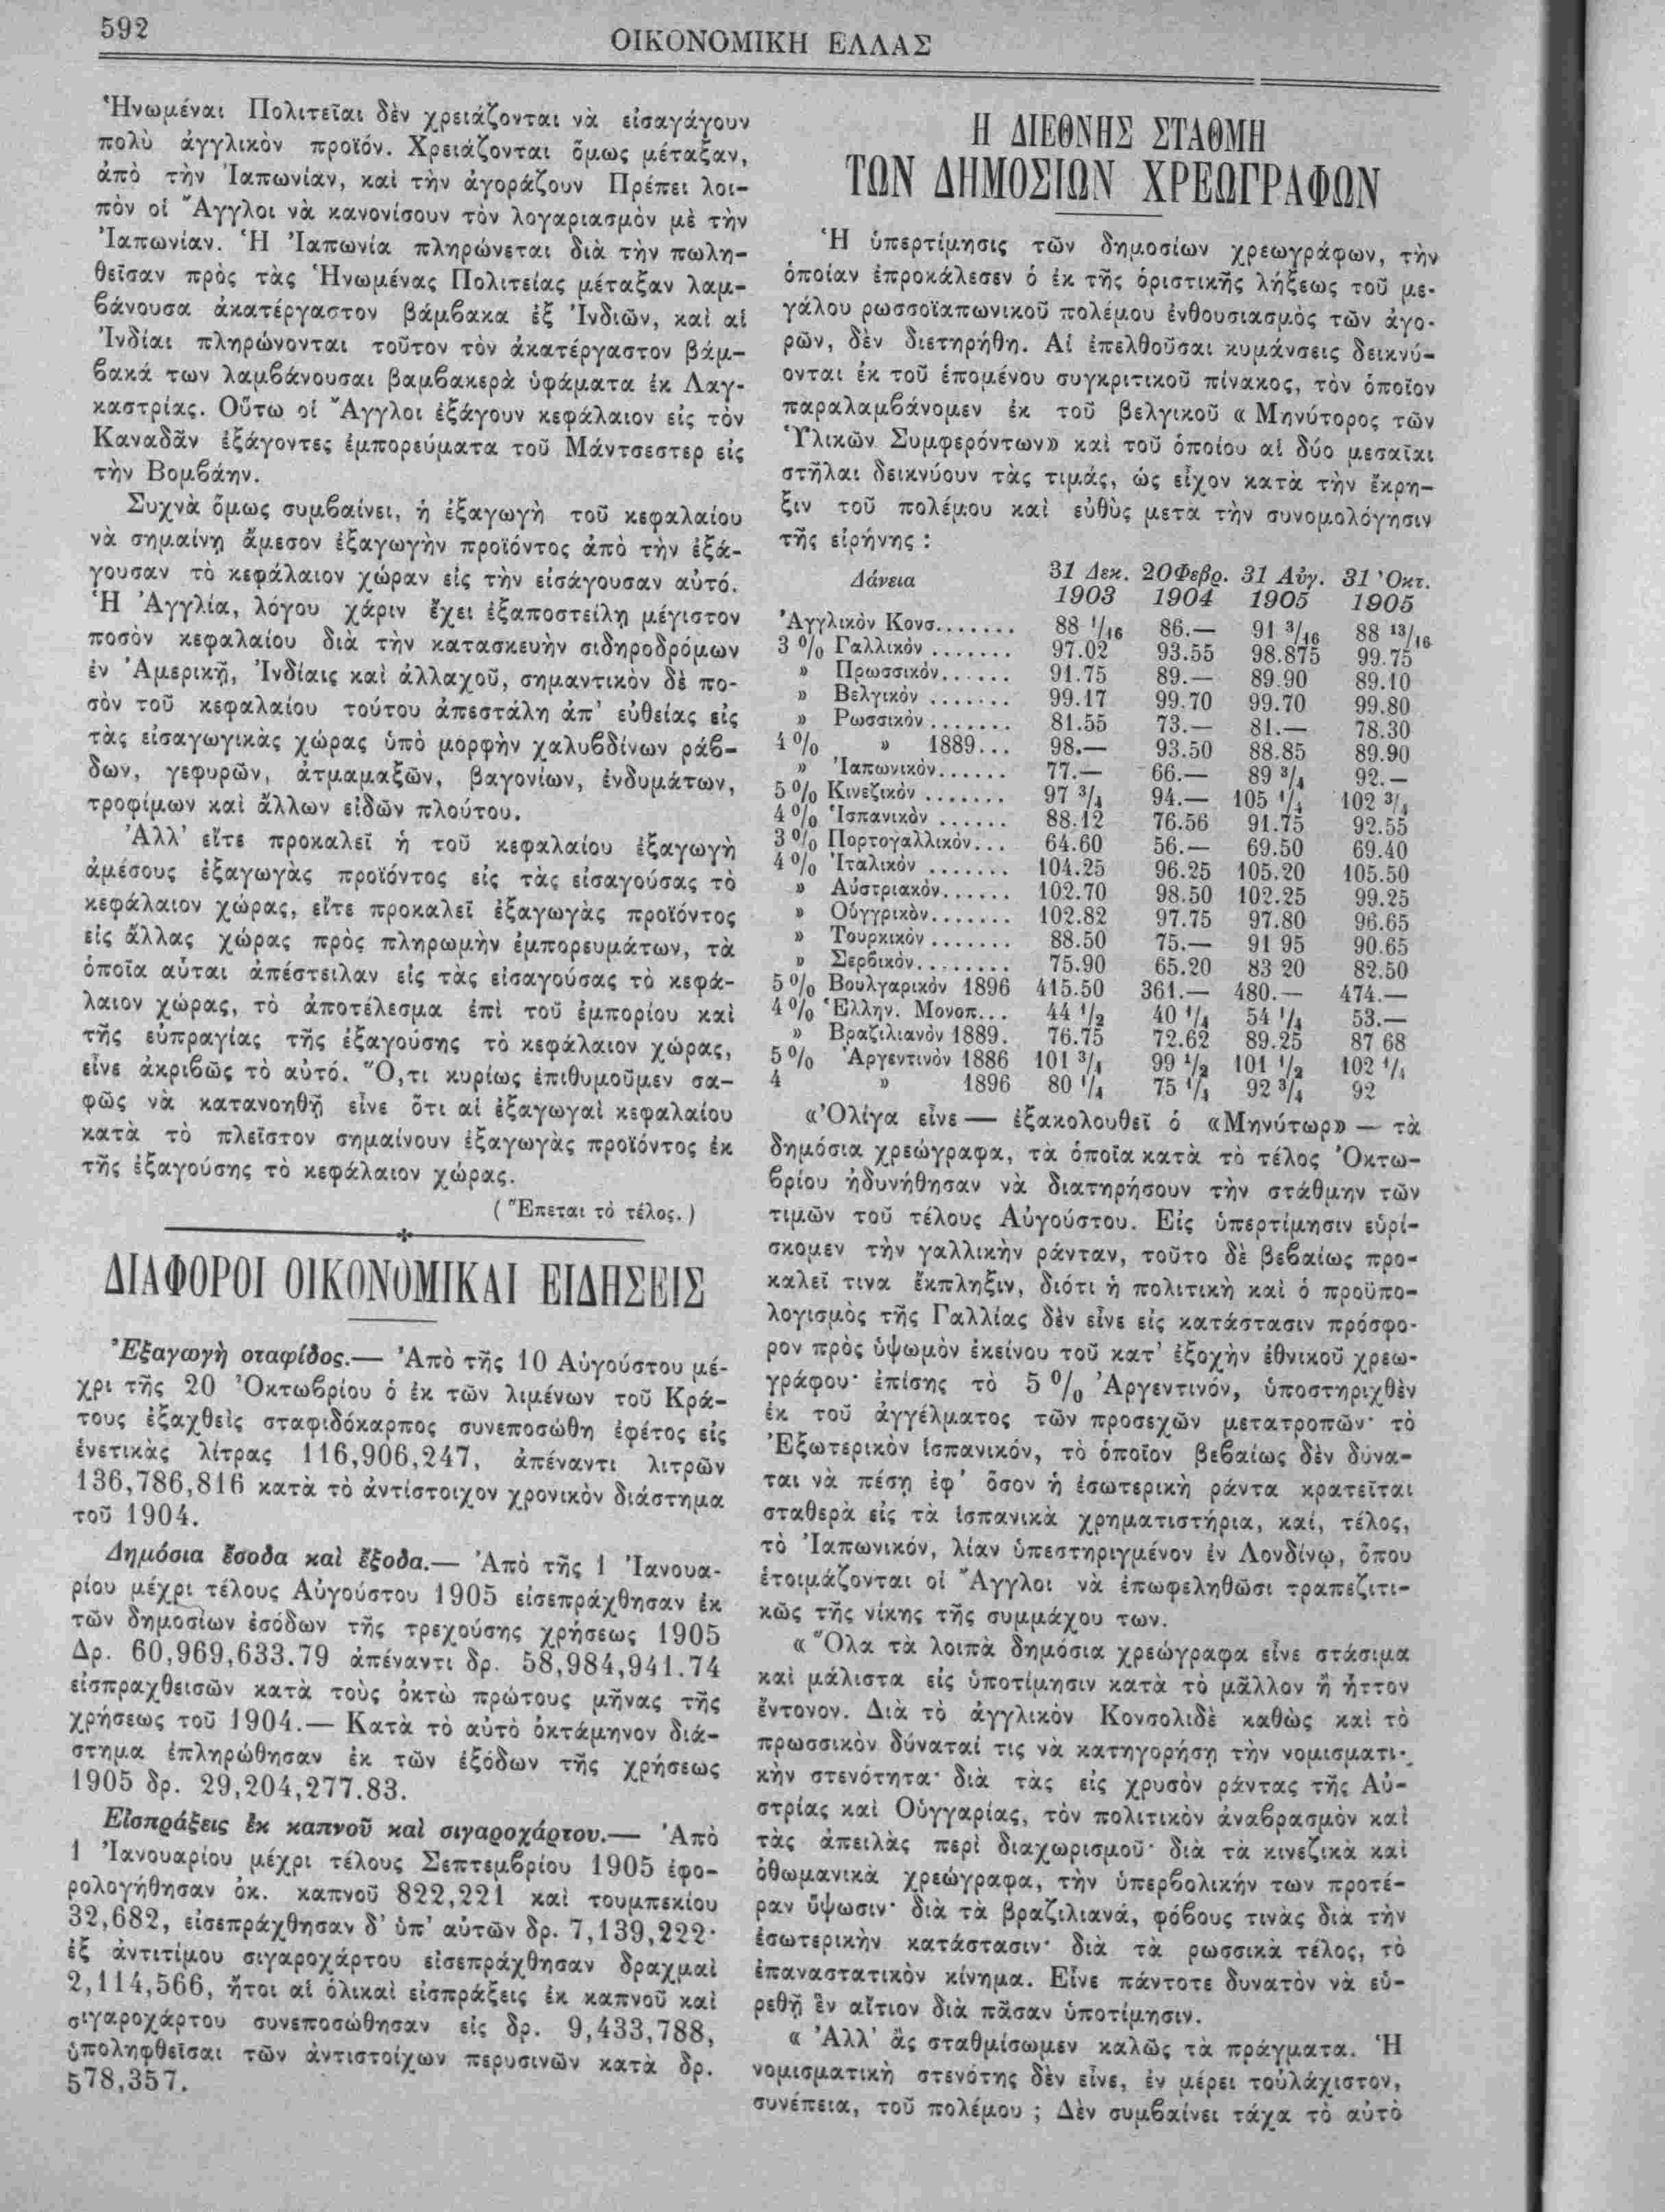 592
ΟΙΚΟΝΟΜΙΚΗ ΕΛΛΑΣ
Ἡνωμέναι Πολιτεῖαι δὲν χρειάζονται νὰ εἰσαγάγουν
πολὺ ἀγγλικὸν προϊόν. Χρειάζονται ὅμως μέταξαν,
ἀπὸ τὴν Ἰαπωνίαν, καὶ τὴν ἀγοράζουν Πρέπει λοι-
πὸν οἱ Ἄγγλοι νὰ κανονίσουν τὸν λογαριασμὸν μὲ τὴν
Ἰαπωνίαν. Ἡ Ἰαπωνία πληρώνεται διὰ τὴν πωλη-
θεῖσαν πρὸς τὰς Ἡνωμένας Πολιτείας μέταξαν λαμ-
βάνουσα ἀκατέργαστον βάμβακα ἐξ Ἰνδιῶν, καὶ αἱ
Ἰνδίαι πληρώνονται τοῦτον τὸν ἀκατέργαστον βάμ-
βακά των λαμβάνουσαι βαμβακερὰ ὑφάματα ἐκ Λαγ-
καστρίας. Οὕτω οἱ Ἄγγλοι ἐξάγουν κεφάλαιον εἰς τὸν
Καναδᾶν ἐξάγοντες ἐμπορεύματα τοῦ Μάντσεστερ εἰς
τὴν Βομβάην.
Συχνὰ ὅμως συμβαίνει, ἡ ἐξαγωγὴ τοῦ κεφαλαίου
νὰ σημαίνῃ ἄμεσον ἐξαγωγὴν προϊόντος ἀπὸ τὴν ἐξά-
γουσαν τὸ κεφάλαιον χώραν εἰς τὴν εἰσάγουσαν αὐτό.
Ἡ Ἀγγλία, λόγου χάριν ἔχει ἐξαποστείλῃ μέγιστον
ποσὸν κεφαλαίου διὰ τὴν κατασκευὴν σιδηροδρόμων
ἐν Ἀμερικῇ, Ἰνδίαις καὶ ἀλλαχοῦ, σημαντικὸν δὲ πο-
σὸν τοῦ κεφαλαίου τούτου ἀπεστάλη ἀπ' εὐθείας εἰς
τὰς εἰσαγωγικὰς χώρας ὑπὸ μορφὴν χαλυβδίνων ράβ-
δων, γεφυρῶν, ἀτμαμαξῶν, βαγονίων, ἐνδυμάτων,
τροφίμων καὶ ἄλλων εἰδῶν πλούτου.
Ἀλλ' εἴτε προκαλεῖ ἡ τοῦ κεφαλαίου ἐξαγωγὴ
ἀμέσους ἐξαγωγὰς προϊόντος εἰς τὰς εἰσαγούσας τὸ
κεφάλαιον χώρας, εἴτε προκαλεῖ ἐξαγωγὰς προϊόντος
εἰς ἄλλας χώρας πρὸς πληρωμὴν ἐμπορευμάτων, τὰ
ὁποῖα αὗται ἀπέστειλαν εἰς τὰς εἰσαγούσας τὸ κεφά-
λαιον χώρας, τὸ ἀποτέλεσμα ἐπὶ τοῦ ἐμπορίου καὶ
τῆς εὐπραγίας τῆς ἐξαγούσης τὸ κεφάλαιον χώρας,
εἶνε ἀκριβῶς τὸ αὐτό. Ὅ,τι κυρίως ἐπιθυμοῦμεν σα-
φῶς νὰ κατανοηθῇ εἶνε ὅτι αἱ ἐξαγωγαὶ κεφαλαίου
κατὰ τὸ πλεῖστον σημαίνουν ἐξαγωγὰς προϊόντος ἐκ
τῆς ἐξαγούσης τὸ κεφάλαιον χώρας.
(Ἕπεται τὸ τέλος.)
ΔΙΑΦΟΡΟΙ ΟΙΚΟΝΟΜΙΚΑΙ ΕΙΔΗΣΕΙΣ
Ἐξαγωγὴ σταφίδος.— Ἀπὸ τῆς 10 Αὐγούστου μέ-
χρι τῆς 20 Ὀκτωβρίου ὁ ἐκ τῶν λιμένων τοῦ Κρά-
τους ἐξαχθεὶς σταφιδόκαρπος συνεποσώθη ἐφέτος εἰς
ἑνετικὰς λίτρας 116,906,247, ἀπέναντι λιτρῶν
136,786,816 κατὰ τὸ ἀντίστοιχον χρονικὸν διάστημα
τοῦ 1904.
Δημόσια ἔσοδα καὶ ἔξοδα.— Ἀπὸ τῆς 1 Ἰανουα-
ρίου μέχρι τέλους Αὐγούστου 1905 εἰσεπράχθησαν ἐκ
τῶν δημοσίων ἐσόδων τῆς τρεχούσης χρήσεως 1905
Δρ. 60,969,633.79 ἀπέναντι δρ. 58,984,941.74
εἰσπραχθεισῶν κατὰ τοὺς ὀκτὼ πρώτους μῆνας τῆς
χρήσεως τοῦ 1904.— Κατὰ τὸ αὐτὸ ὀκτάμηνον διά-
στημα ἐπληρώθησαν ἐκ τῶν ἐξόδων τῆς χρήσεως
1905 δρ. 29,204,277.83.
Εἰσπράξεις ἐκ καπνοῦ καὶ σιγαροχάρτου.— Ἀπὸ
1 Ἰανουαρίου μέχρι τέλους Σεπτεμβρίου 1905 ἐφο-
ρολογήθησαν ὀκ. καπνοῦ 822,221 καὶ τουμπεκίου
32,682, εἰσεπράχθησαν δ' ὑπ' αὐτῶν δρ. 7,139,222·
ἐξ ἀντιτίμου σιγαροχάρτου εἰσεπράχθησαν δραχμαὶ
2,114,566, ἤτοι αἱ ὁλικαὶ εἰσπράξεις ἐκ καπνοῦ καὶ
σιγαροχάρτου συνεποσώθησαν εἰς δρ. 9,433,788,
ὑποληφθεῖσαι τῶν ἀντιστοίχων περυσινῶν κατὰ δρ.
578,357.
Η ΔΙΕΘΝΗΣ ΣΤΑΘΜΗ
ΤΩΝ ΔΗΜΟΣΙΩΝ ΧΡΕΩΓΡΑΦΩΝ
Ἡ ὑπερτίμησις τῶν δημοσίων χρεωγράφων, τὴν
ὁποίαν ἐπροκάλεσεν ὁ ἐκ τῆς ὁριστικῆς λήξεως τοῦ με-
γάλου ρωσσοϊαπωνικοῦ πολέμου ἐνθουσιασμὸς τῶν ἀγο-
ρῶν, δὲν διετηρήθη. Αἱ ἐπελθοῦσαι κυμάνσεις δεικνύ-
ονται ἐκ τοῦ ἑπομένου συγκριτικοῦ πίνακος, τὸν ὁποῖον
παραλαμβάνομεν ἐκ τοῦ βελγικοῦ « Μηνύτορος τῶν
Ὑλικῶν Συμφερόντων» καὶ τοῦ ὁποίου αἱ δύο μεσαῖαι
στῆλαι δεικνύουν τὰς τιμάς, ὡς εἶχον κατὰ τὴν ἔκρη-
ξιν τοῦ πολέμου καὶ εὐθὺς μετα τὴν συνομολόγησιν
τῆς εἰρήνης :
Δάνεια 31 Δεκ. 20 Φεβρ. 31 Αὐγ. 31 Ὀκτ.
1903 1904 1905 1905
Ἀγγλικὸν Κονσ....... 88 1/16 86.— 91 3/16 88 13/16
3 % Γαλλικὸν ....... 97.02 93.55 98.875 99.75
» Πρωσσικὸν...... 91.75 89.— 89.90 89.10
» Βελγικὸν ....... 99.17 99.70 99.70 99.80
» Ρωσσικὸν ....... 81.55 73.— 81.— 78.30
4 % » 1889... 98.— 93.50 88.85 89.90
» Ἰαπωνικὸν...... 77.— 66.— 89 3/4 92.—
5 % Κινεζικὸν ....... 97 3/4 94.— 105 1/4 102 3/4
4 % Ἱσπανικὸν ...... 88.12 76.56 91.75 92.55
3 % Πορτογαλλικὸν... 64.60 56.— 69.50 69.40
4 % Ἰταλικὸν ....... 104.25 96.25 105.20 105.50
» Αὐστριακὸν...... 102.70 98.50 102.25 99.25
» Οὑγγρικὸν....... 102.82 97.75 97.80 96.65
» Τουρκικὸν ....... 88.50 75.— 91 95 90.65
» Σερβικὸν......... 75.90 65.20 83 20 82.50
5 % Βουλγαρικὸν 1896 415.50 361.— 480.— 474.—
4 % Ἑλλην. Μονοπ... 44 1/2 40 1/4 54 1/4 53.—
» Βραζιλιανὸν 1889. 76.75 72.62 89.25 87 68
5 % Ἀργεντινὸν 1886 101 3/4 99 1/2 101 1/2 102 1/4
4 » 1896 80 1/4 75 1/4 92 3/4 92
«Ὀλίγα εἶνε — ἐξακολουθεῖ ὁ «Μηνύτωρ» — τὰ
δημόσια χρεώγραφα, τὰ ὁποῖα κατὰ τὸ τέλος Ὀκτω-
βρίου ἠδυνήθησαν νὰ διατηρήσουν τὴν στάθμην τῶν
τιμῶν τοῦ τέλους Αὐγούστου. Εἰς ὑπερτίμησιν εὑρί-
σκομεν τὴν γαλλικὴν ράνταν, τοῦτο δὲ βεβαίως προ-
καλεῖ τινα ἔκπληξιν, διότι ἡ πολιτικὴ καὶ ὁ προϋπο-
λογισμὸς τῆς Γαλλίας δὲν εἶνε εἰς κατάστασιν πρόσφο-
ρον πρὸς ὑψωμὸν ἐκείνου τοῦ κατ' ἐξοχὴν ἐθνικοῦ χρεω-
γράφου· ἐπίσης τὸ 5 % Ἀργεντινόν, ὑποστηριχθὲν
ἐκ τοῦ ἀγγέλματος τῶν προσεχῶν μετατροπῶν· τὸ
Ἐξωτερικὸν ἱσπανικόν, τὸ ὁποῖον βεβαίως δὲν δύνα-
ται νὰ πέσῃ ἐφ' ὅσον ἡ ἐσωτερικὴ ράντα κρατεῖται
σταθερὰ εἰς τὰ ἱσπανικὰ χρηματιστήρια, καί, τέλος,
τὸ Ἰαπωνικόν, λίαν ὑπεστηριγμένον ἐν Λονδίνῳ, ὅπου
ἑτοιμάζονται οἱ Ἄγγλοι νὰ ἐπωφεληθῶσι τραπεζιτι-
κῶς τῆς νίκης τῆς συμμάχου των.
« Ὅλα τὰ λοιπὰ δημόσια χρεώγραφα εἶνε στάσιμα
καὶ μάλιστα εἰς ὑποτίμησιν κατὰ τὸ μᾶλλον ἢ ἧττον
ἔντονον. Διὰ τὸ ἀγγλικὸν Κονσολιδὲ καθὼς καὶ τὸ
πρωσσικὸν δύναταί τις νὰ κατηγορήσῃ τὴν νομισματι-
κὴν στενότητα· διὰ τὰς εἰς χρυσὸν ράντας τῆς Αὐ-
στρίας καὶ Οὑγγαρίας, τὸν πολιτικὸν ἀναβρασμὸν καὶ
τὰς ἀπειλὰς περὶ διαχωρισμοῦ· διὰ τὰ κινεζικὰ καὶ
ὀθωμανικὰ χρεώγραφα, τὴν ὑπερβολικήν των προτέ-
ραν ὕψωσιν· διὰ τὰ βραζιλιανά, φόβους τινὰς διὰ τὴν
ἐσωτερικὴν κατάστασιν· διὰ τὰ ρωσσικὰ τέλος, τὸ
ἐπαναστατικὸν κίνημα. Εἶνε πάντοτε δυνατὸν νὰ εὑ-
ρεθῇ ἓν αἴτιον διὰ πᾶσαν ὑποτίμησιν.
« Ἀλλ' ἂς σταθμίσωμεν καλῶς τὰ πράγματα. Ἡ
νομισματικὴ στενότης δὲν εἶνε, ἐν μέρει τοὐλάχιστον,
συνέπεια, τοῦ πολέμου ; Δὲν συμβαίνει τάχα τὸ αὐτὸ